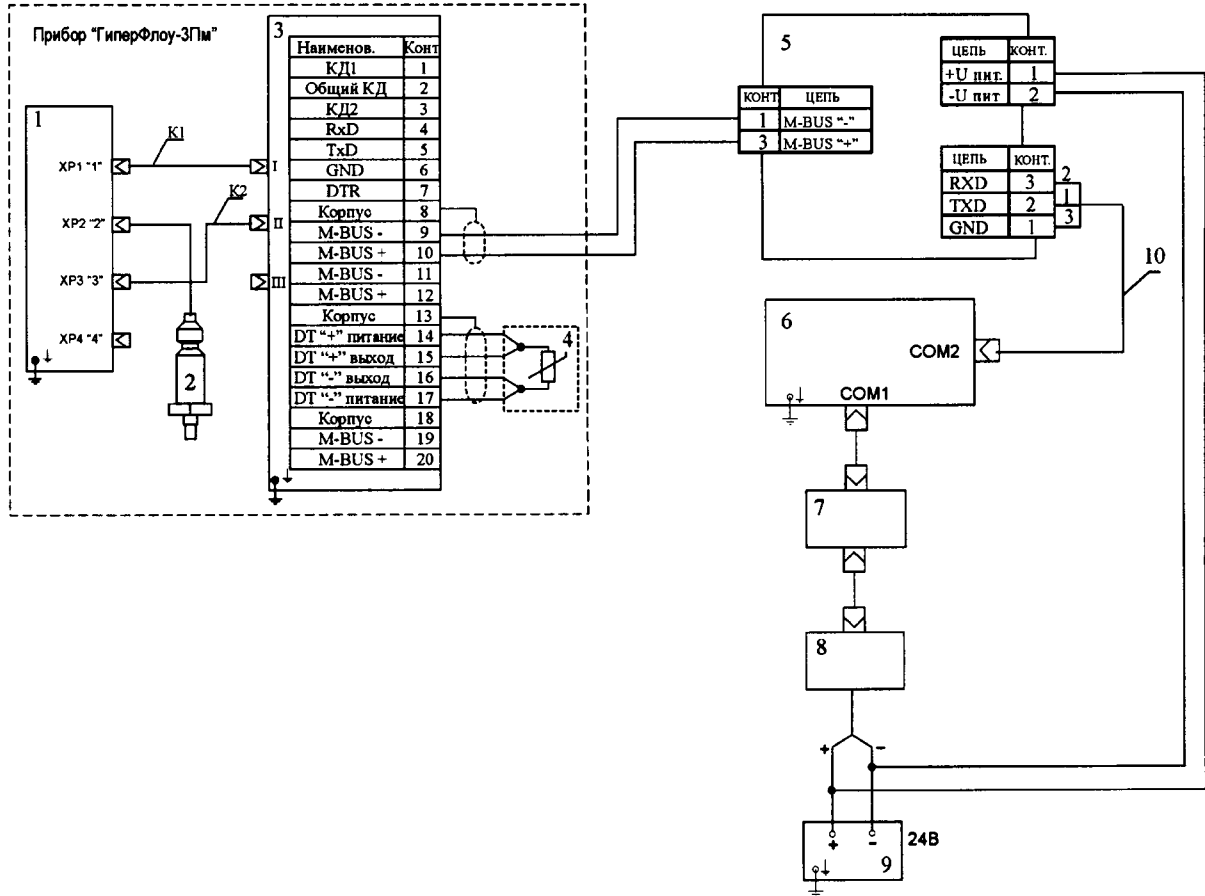 Прибор "ГиперФлоу-3Пм"
1
XP1 "1"
XP2 "2"
XP3 "3"
XP4 "4"
К1
К2
2
3
I
II
III
Наименов. Конт
КД1 1
Общий КД 2
КД2 3
RxD 4
TxD 5
GND 6
DTR 7
Корпус 8
M-BUS - 9
M-BUS + 10
M-BUS - 11
M-BUS + 12
Корпус 13
DT "+" питание 14
DT "+" выход 15
DT "-" выход 16
DT "-" питание 17
Корпус 18
M-BUS - 19
M-BUS + 20
4
5
КОНТ ЦЕПЬ
1 M-BUS "-"
3 M-BUS "+"
ЦЕПЬ КОНТ.
+U пит. 1
-U пит 2
ЦЕПЬ КОНТ.
RXD 3 2
TXD 2 1
GND 1 3
10
6
COM2
COM1
7
8
+ -
+ -
24В
9